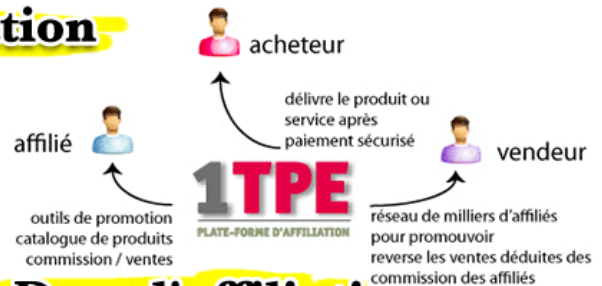 tion
acheteur
délivre le produit ou
service après
paiement sécurisé
affilié
vendeur
1TPE
PLATE-FORME D'AFFILIATION
outils de promotion
catalogue de produits
commission / ventes
réseau de milliers d'affiliés
pour promouvoir
reverse les ventes déduites des
commission des affiliés